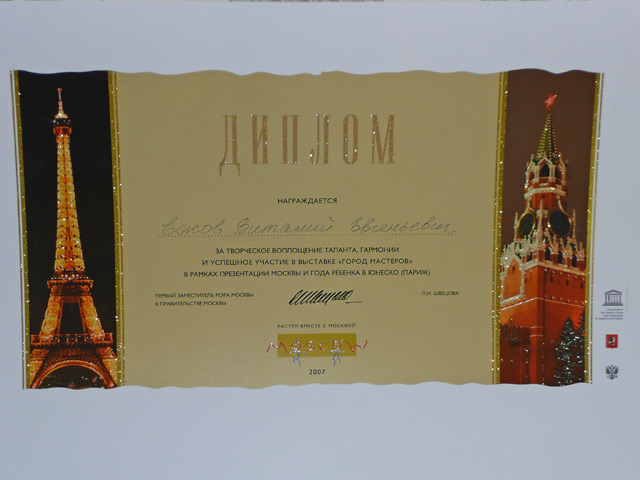 ДИПЛОМ
НАГРАЖДАЕТСЯ
Ежов Виталий Евгеньевич
ЗА ТВОРЧЕСКОЕ ВОПЛОЩЕНИЕ ТАЛАНТА, ГАРМОНИИ
И УСПЕШНОЕ УЧАСТИЕ В ВЫСТАВКЕ «ГОРОД МАСТЕРОВ»
В РАМКАХ ПРЕЗЕНТАЦИИ МОСКВЫ И ГОДА РЕБЕНКА В ЮНЕСКО (ПАРИЖ)
ПЕРВЫЙ ЗАМЕСТИТЕЛЬ МЭРА МОСКВЫ
В ПРАВИТЕЛЬСТВЕ МОСКВЫ
Л.И. ШВЕЦОВА
РАСТЕМ ВМЕСТЕ С МОСКВОЙ
MOSCOW
2007